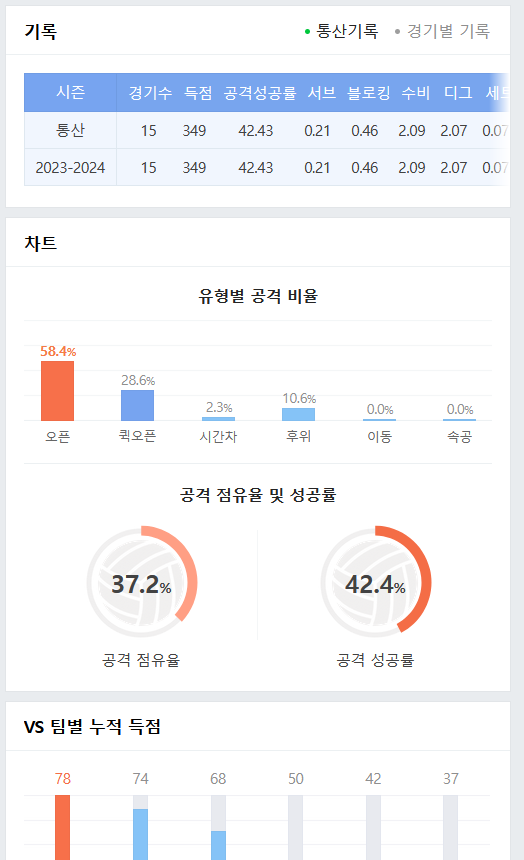 기록 통산기록 경기별 기록
시즌 경기수 득점 공격성공률 서브 블로킹 수비 디그 세트
통산 15 349 42.43 0.21 0.46 2.09 2.07 0.07
2023-2024 15 349 42.43 0.21 0.46 2.09 2.07 0.07
차트
유형별 공격 비율
58.4% 28.6% 2.3% 10.6% 0.0% 0.0%
오픈 퀵오픈 시간차 후위 이동 속공
공격 점유율 및 성공률
37.2% 42.4%
공격 점유율 공격 성공률
VS 팀별 누적 득점
78 74 68 50 42 37